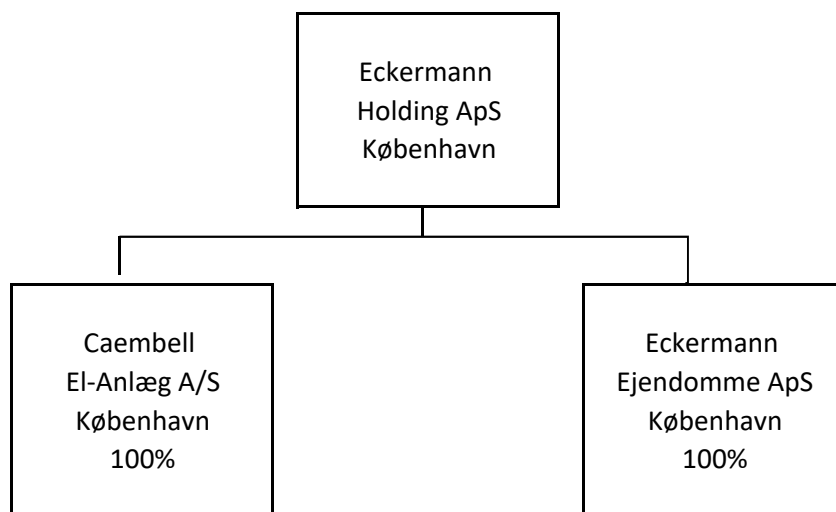 Eckermann
Holding ApS
København
Caembell
El-Anlæg A/S
København
100%
Eckermann
Ejendomme ApS
København
100%